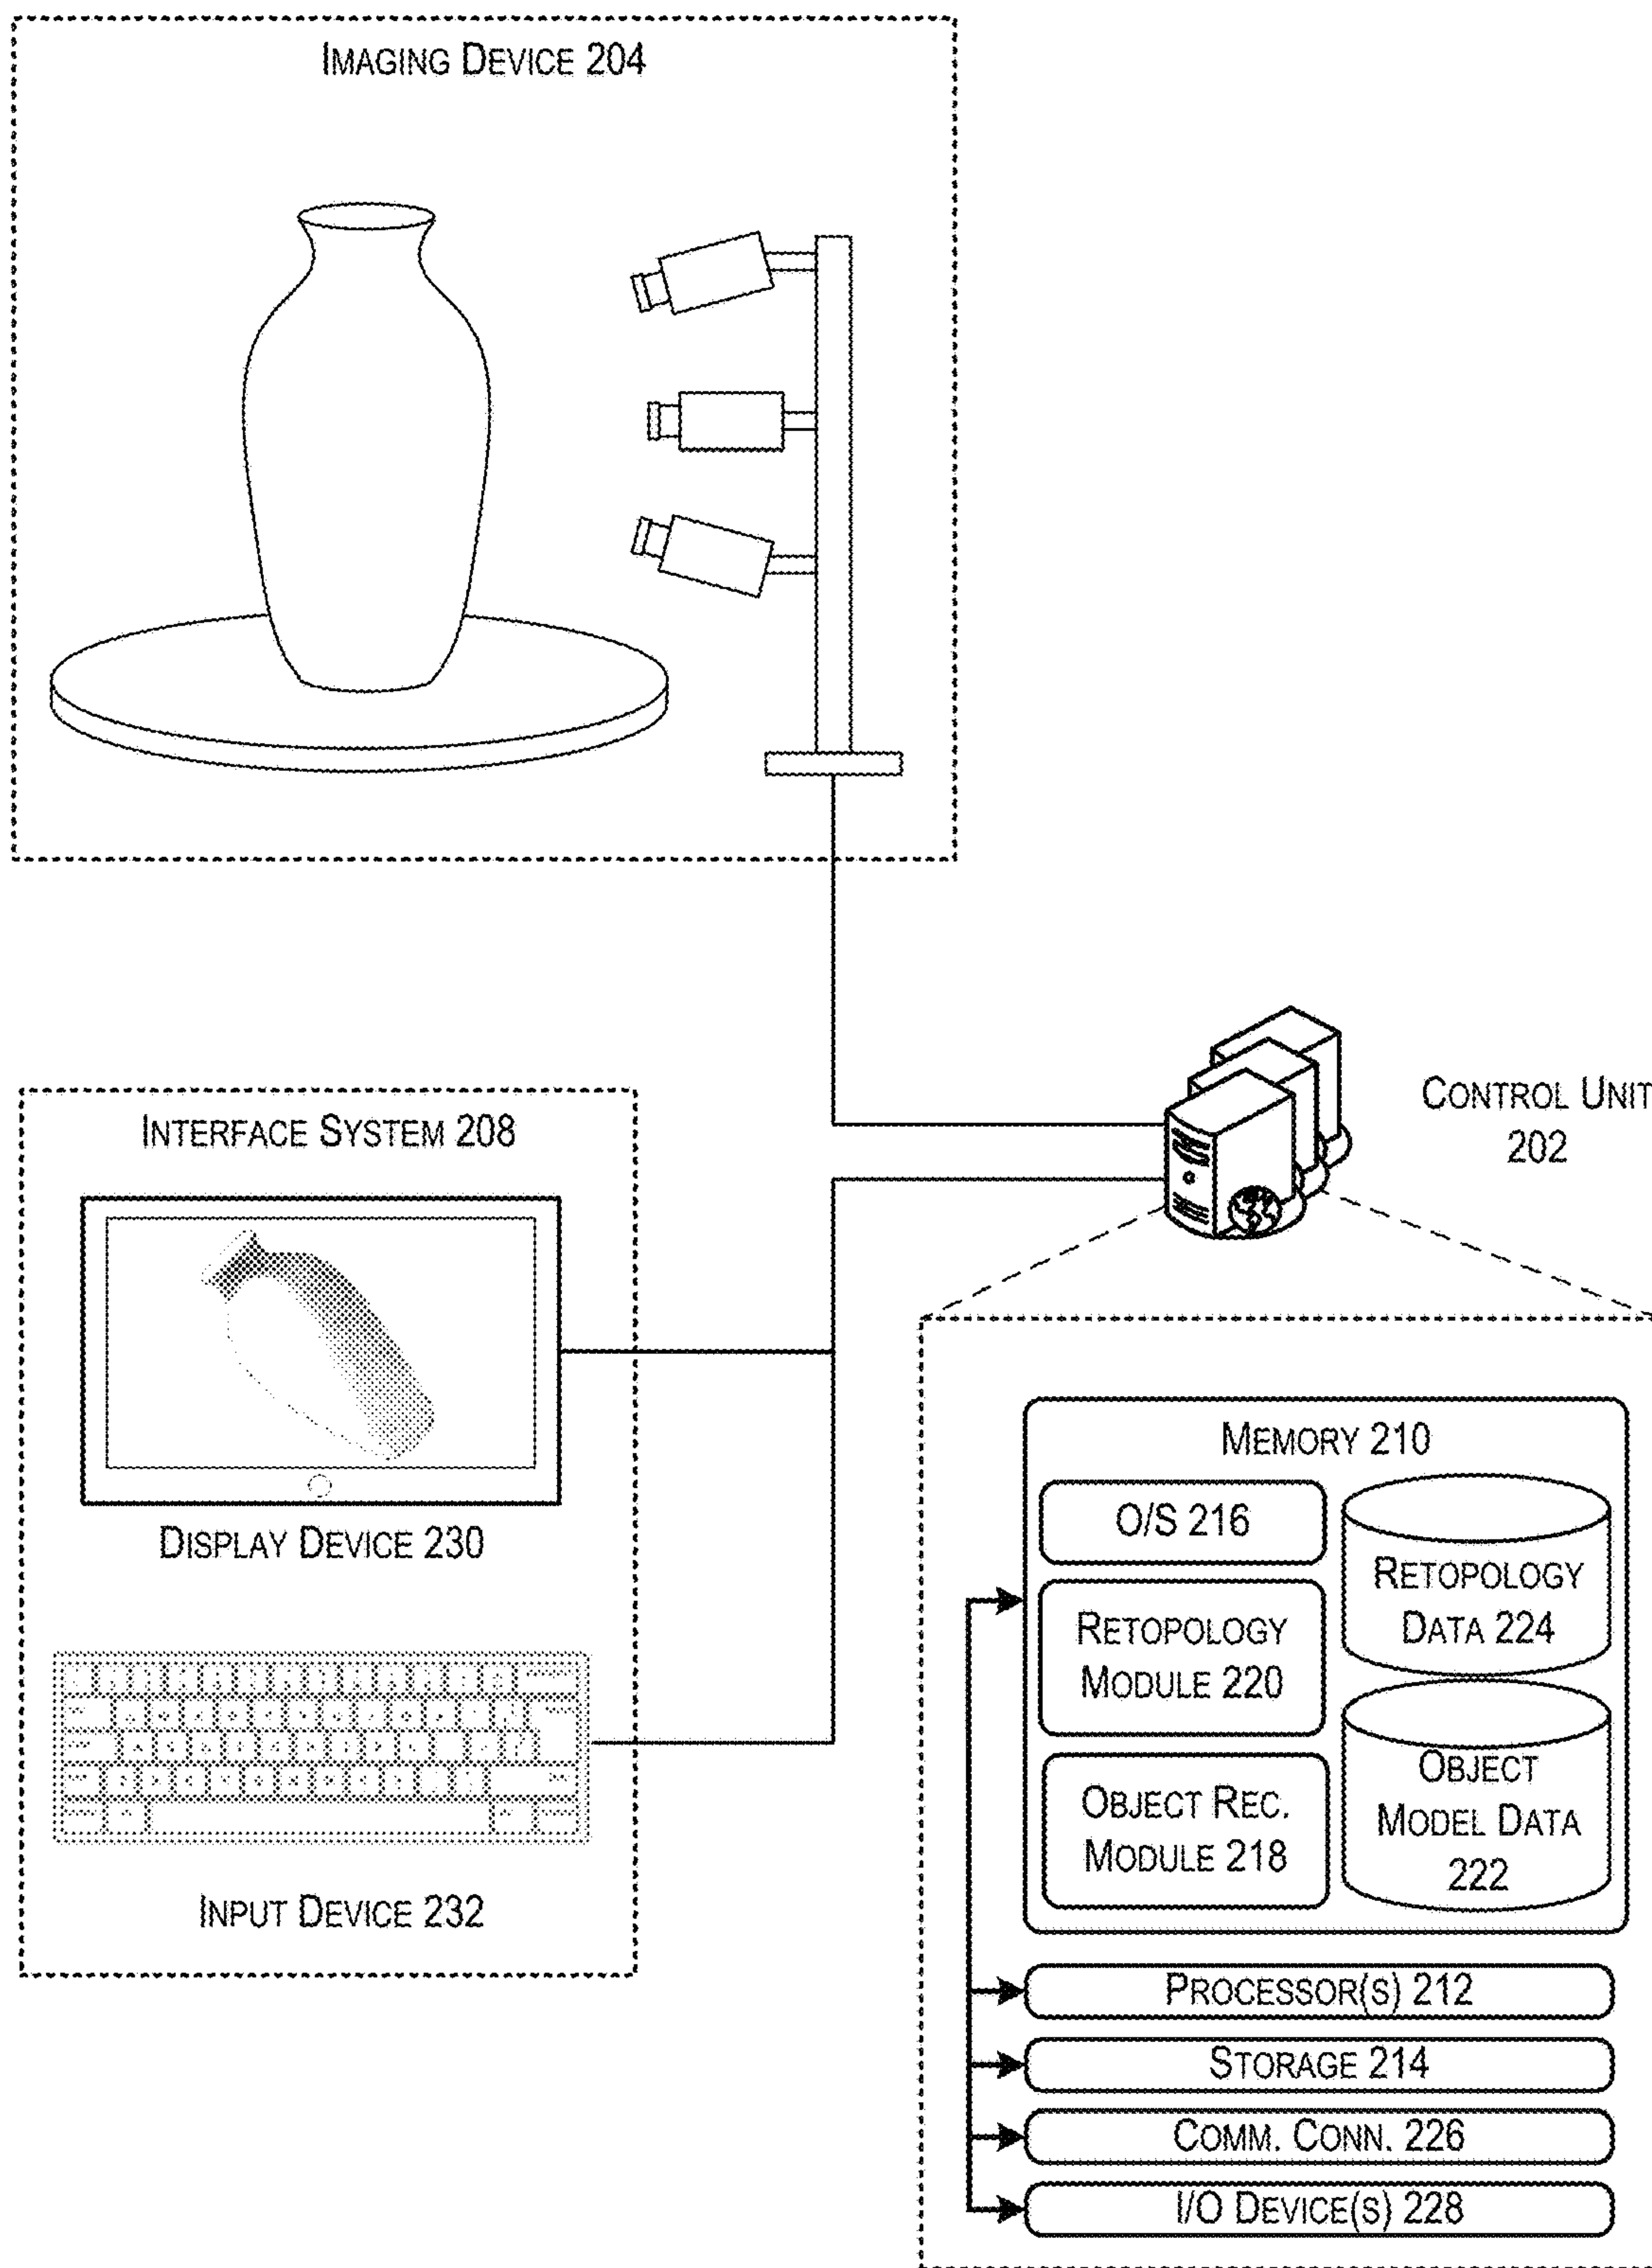 IMAGING DEVICE 204
CONTROL UNIT
202
INTERFACE SYSTEM 208
DISPLAY DEVICE 230
INPUT DEVICE 232
MEMORY 210
O/S 216
RETOPOLOGY
MODULE 220
OBJECT REC.
MODULE 218
RETOPOLOGY
DATA 224
OBJECT
MODEL DATA
222
PROCESSOR(S) 212
STORAGE 214
COMM. CONN. 226
I/O DEVICE(S) 228